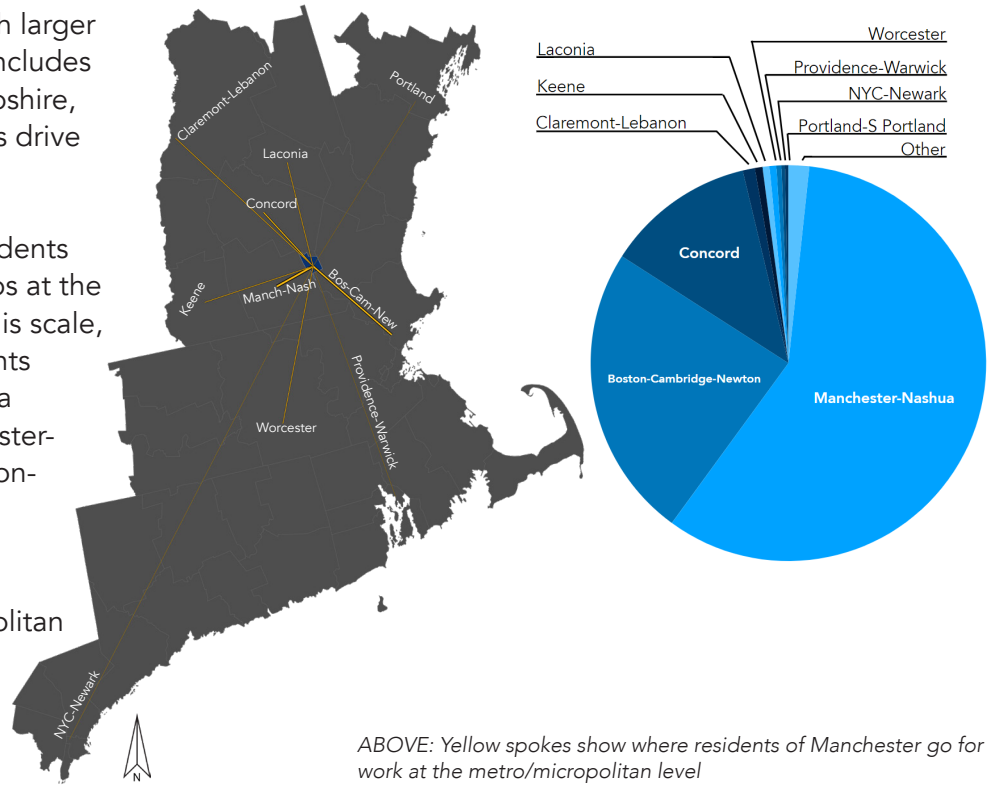 h larger
ncludes
pshire,
s drive
dents
os at the
is scale,
nts
a
ster-
on-
olitan
Claremont-Lebanon
Portland
Laconia
Concord
Manch-Nash
Bos-Cam-New
Keene
Worcester
Providence-Warwick
NYC-Newark
N
Laconia
Keene
Claremont-Lebanon
Worcester
Providence-Warwick
NYC-Newark
Portland-S Portland
Other
Concord
Boston-Cambridge-Newton
Manchester-Nashua
ABOVE: Yellow spokes show where residents of Manchester go for
work at the metro/micropolitan level